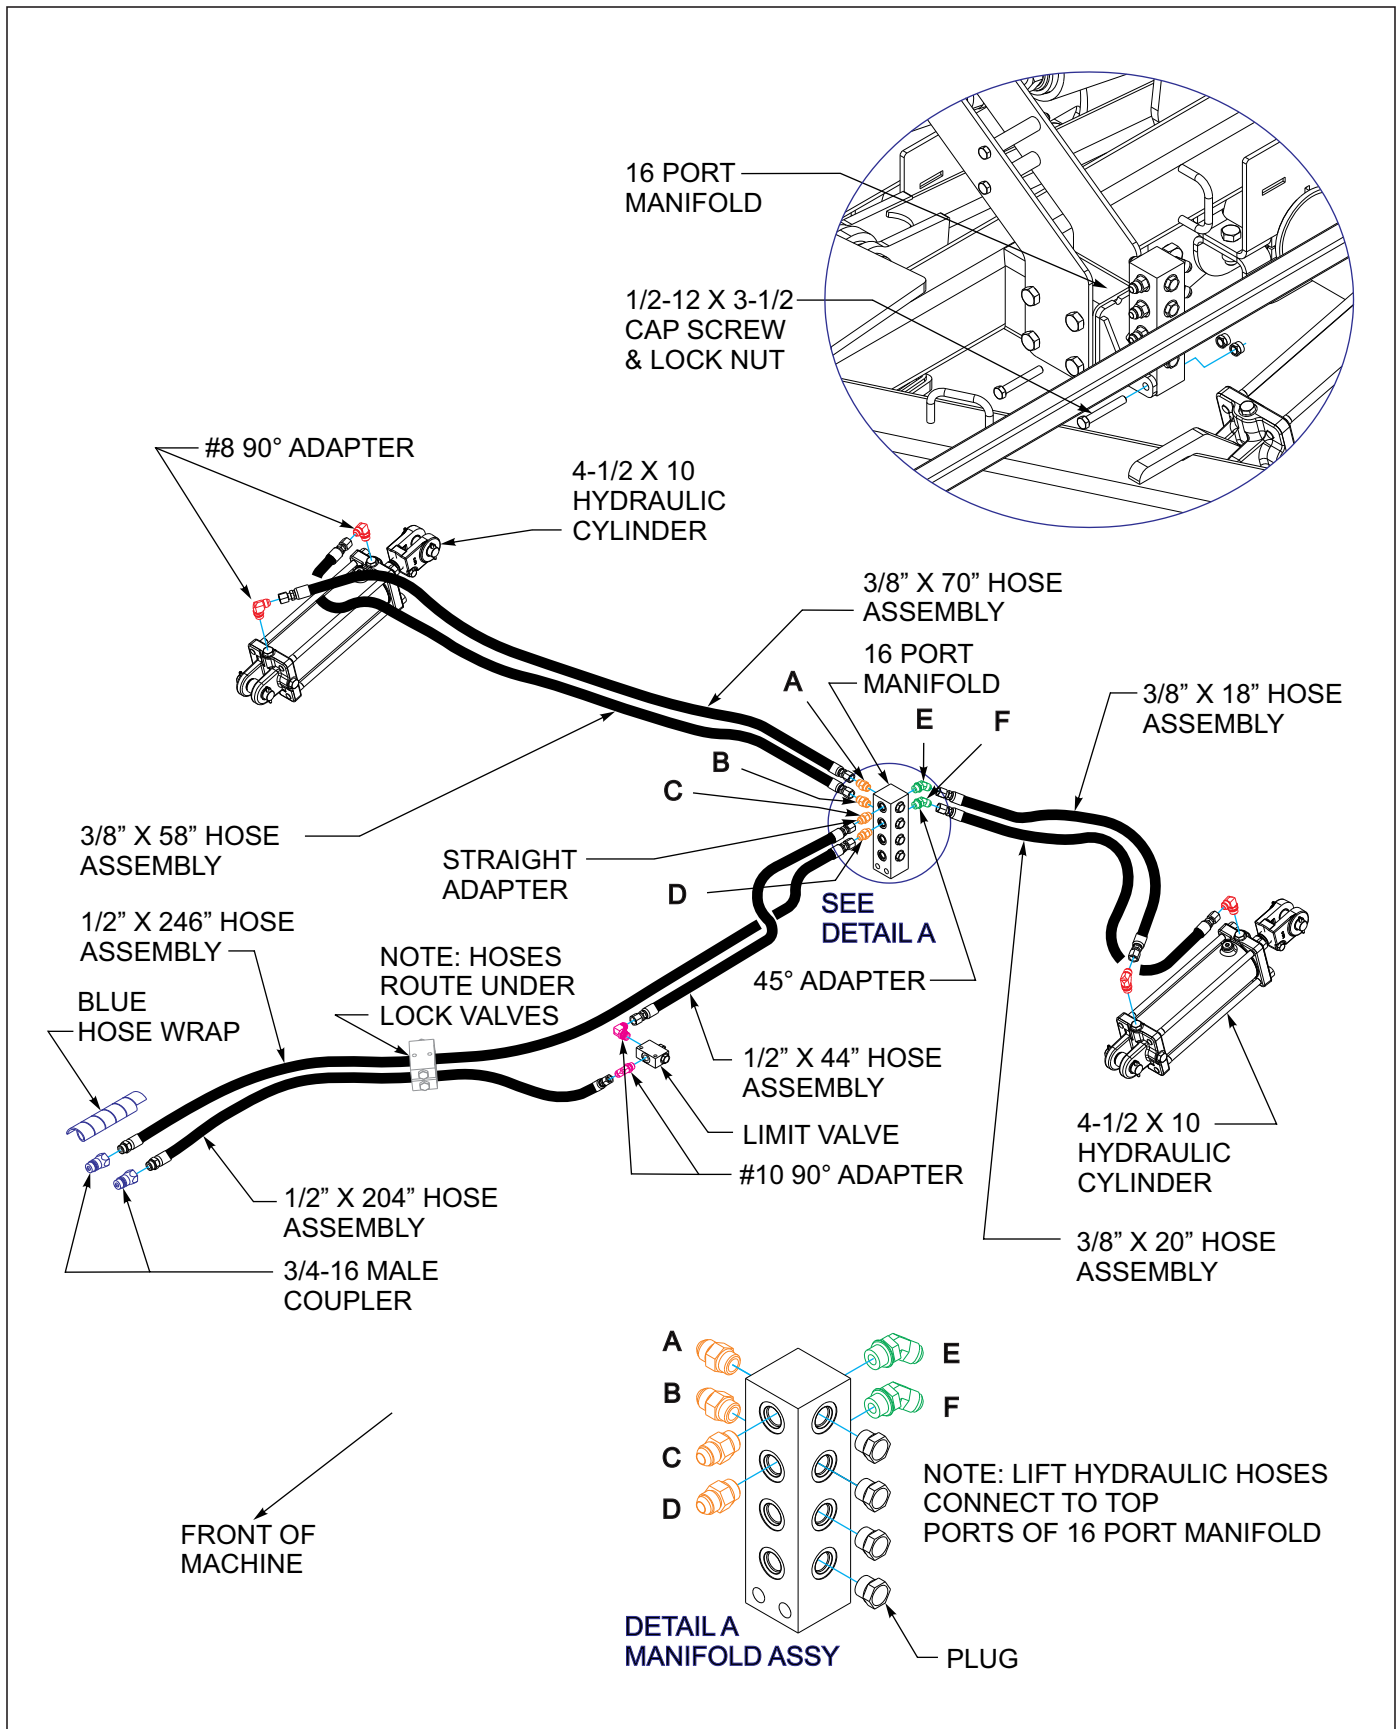 16 PORT
MANIFOLD
1/2-12 X 3-1/2
CAP SCREW
& LOCK NUT
#8 90° ADAPTER
4-1/2 X 10
HYDRAULIC
CYLINDER
3/8” X 70” HOSE
ASSEMBLY
16 PORT
MANIFOLD
A
E
F
3/8” X 18” HOSE
ASSEMBLY
B
C
3/8” X 58” HOSE
ASSEMBLY
STRAIGHT
ADAPTER
D
SEE
DETAIL A
1/2” X 246” HOSE
ASSEMBLY
NOTE: HOSES
ROUTE UNDER
LOCK VALVES
45° ADAPTER
BLUE
HOSE WRAP
1/2” X 44” HOSE
ASSEMBLY
LIMIT VALVE
#10 90° ADAPTER
4-1/2 X 10
HYDRAULIC
CYLINDER
1/2” X 204” HOSE
ASSEMBLY
3/4-16 MALE
COUPLER
3/8” X 20” HOSE
ASSEMBLY
A
B
C
D
E
F
NOTE: LIFT HYDRAULIC HOSES
CONNECT TO TOP
PORTS OF 16 PORT MANIFOLD
FRONT OF
MACHINE
DETAIL A
MANIFOLD ASSY
PLUG